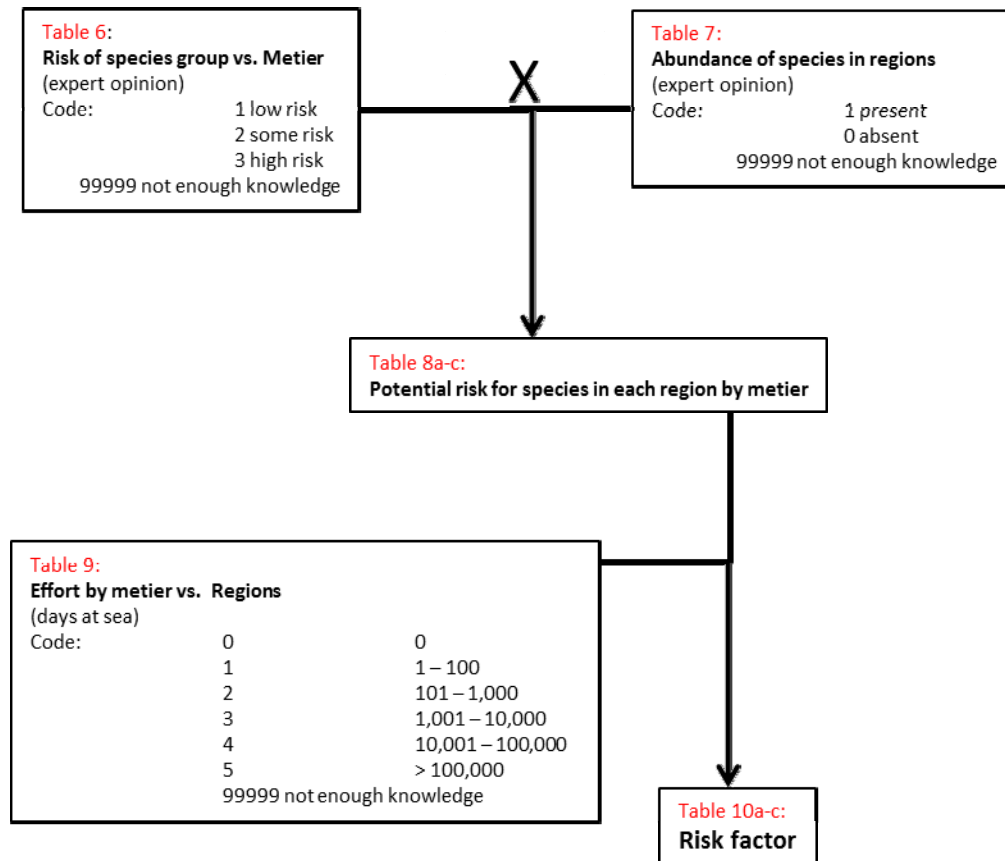 Table 6:
Risk of species group vs. Metier
(expert opinion)
Code: 1 low risk
2 some risk
3 high risk
99999 not enough knowledge
X
Table 7:
Abundance of species in regions
(expert opinion)
Code: 1 present
0 absent
99999 not enough knowledge
Table 8a-c:
Potential risk for species in each region by metier
Table 9:
Effort by metier vs. Regions
(days at sea)
Code: 0 0
1 1 – 100
2 101 – 1,000
3 1,001 – 10,000
4 10,001 – 100,000
5 > 100,000
99999 not enough knowledge
Table 10a-c:
Risk factor